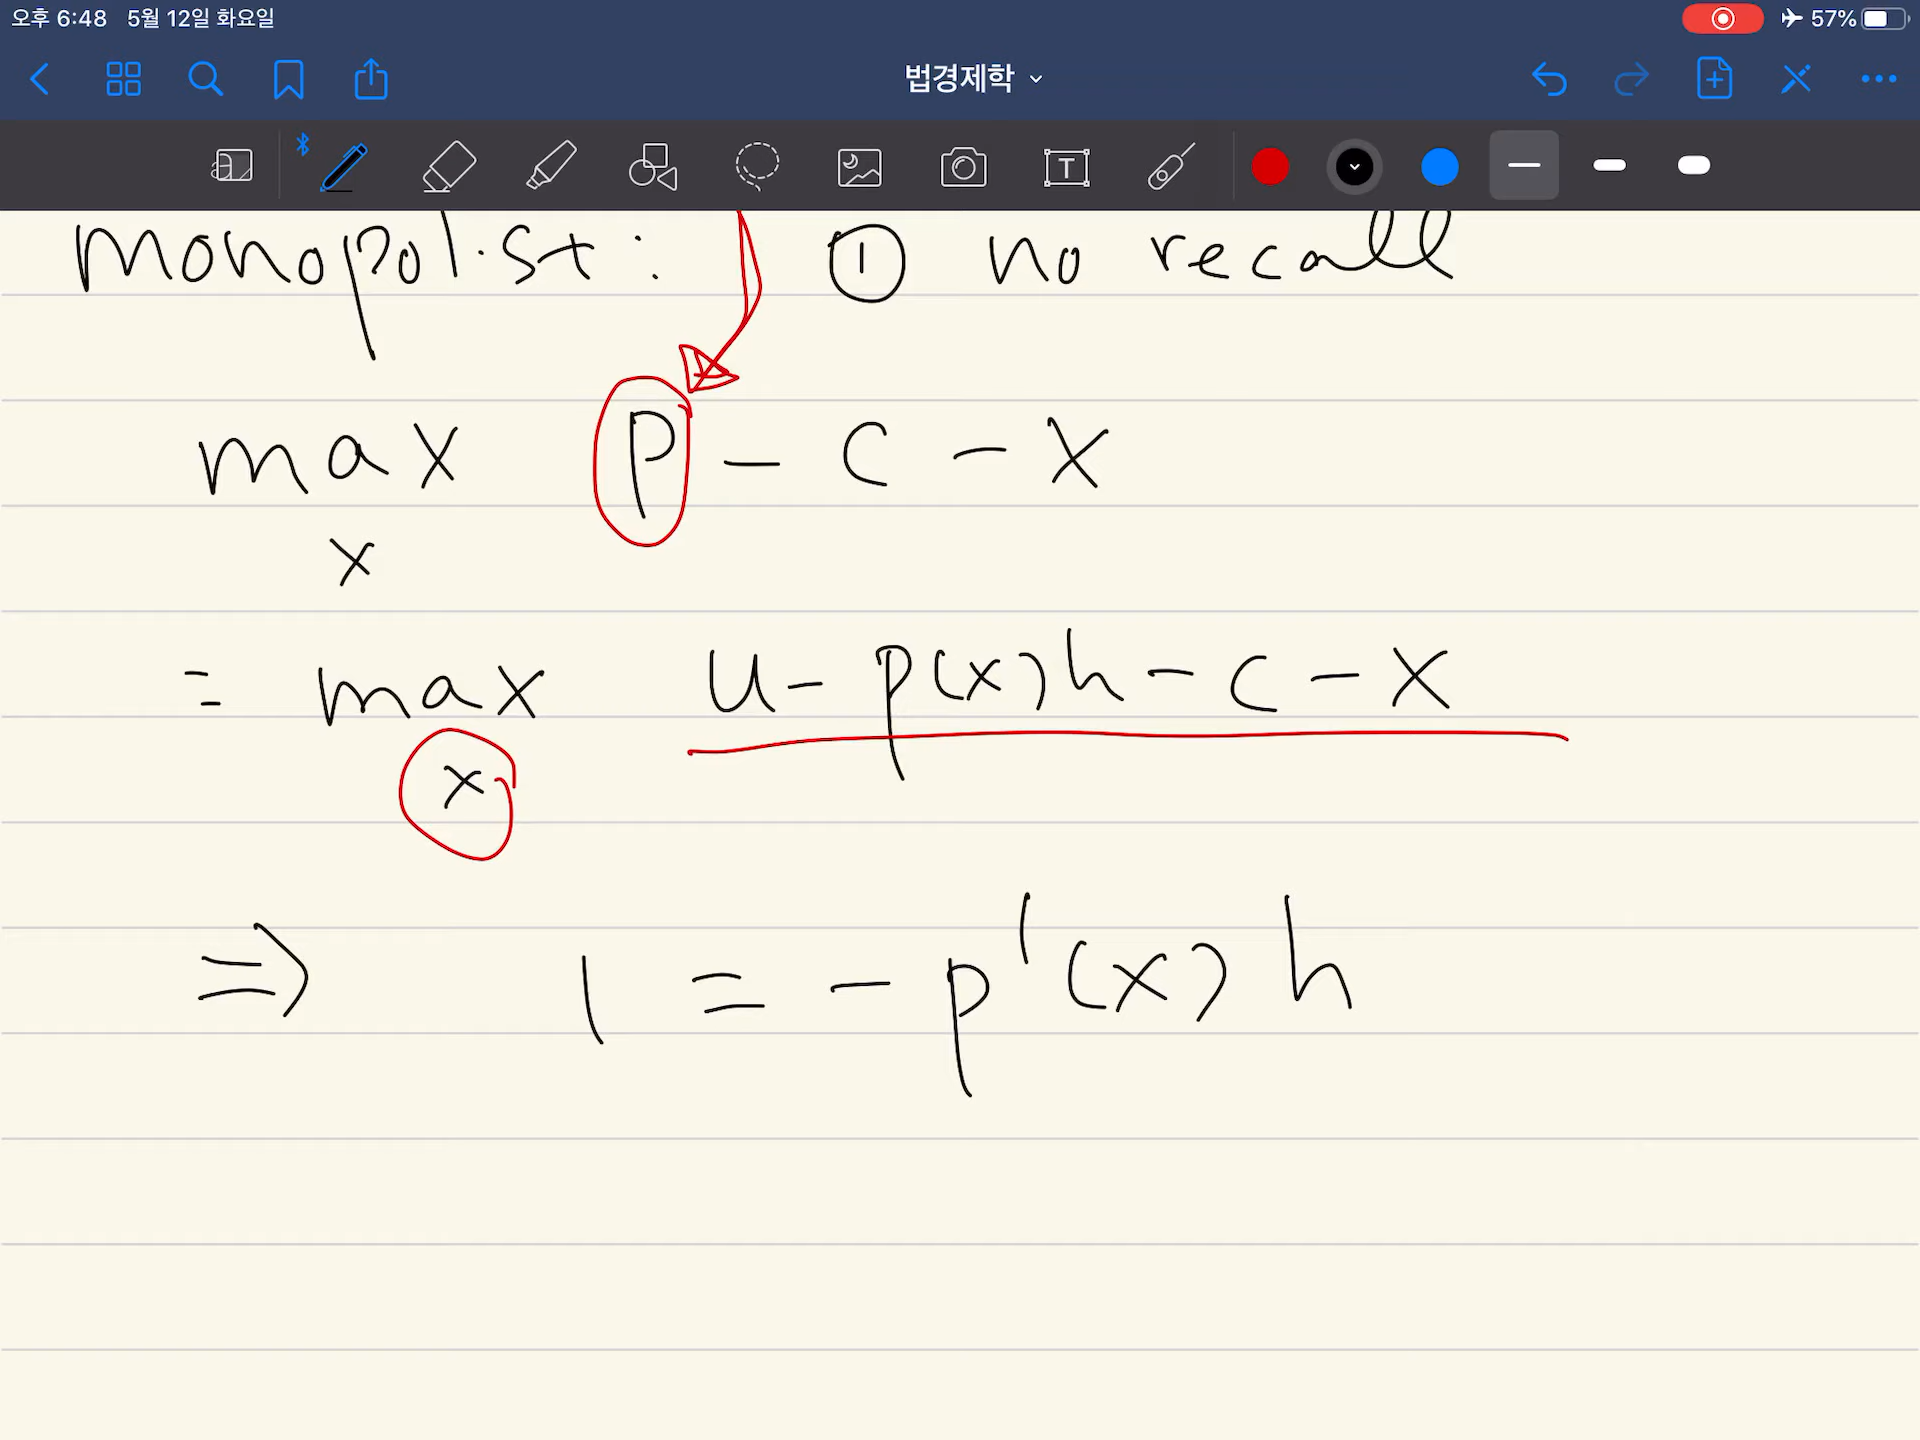 오후 6:48 5월 12일 화요일 57%
법경제학
T
monopolist: ① no recall
max P - c - x
x
= max u - p(x)h - c - x
x
⇒ 1 = - p'(x) h